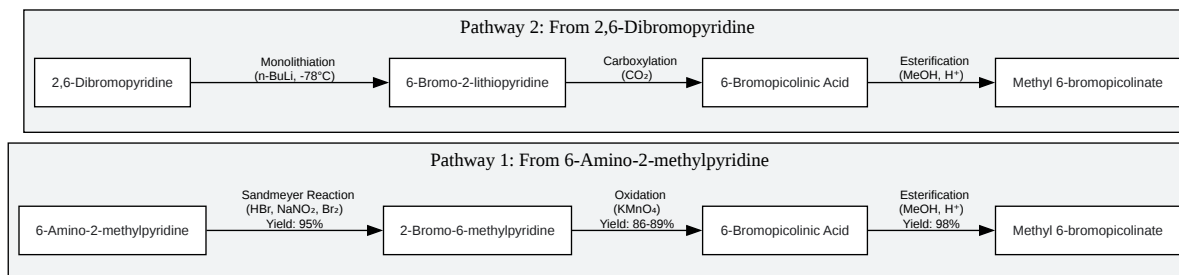 Pathway 2: From 2,6-Dibromopyridine
Monolithiation
(n-BuLi, -78°C)
Carboxylation
(CO₂)
Esterification
(MeOH, H⁺)
2,6-Dibromopyridine
6-Bromo-2-lithiopyridine
6-Bromopicolinic Acid
Methyl 6-bromopicolinate
Pathway 1: From 6-Amino-2-methylpyridine
Sandmeyer Reaction
(HBr, NaNO₂, Br₂)
Yield: 95%
Oxidation
(KMnO₄)
Yield: 86-89%
Esterification
(MeOH, H⁺)
Yield: 98%
6-Amino-2-methylpyridine
2-Bromo-6-methylpyridine
6-Bromopicolinic Acid
Methyl 6-bromopicolinate